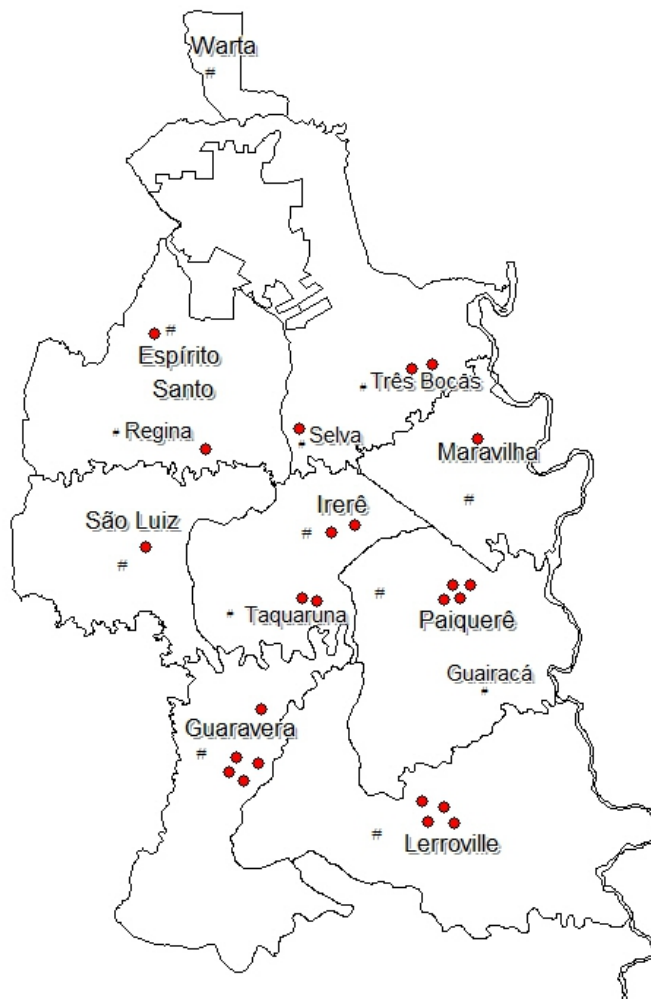 Warta
#
#
Espírito
Santo
Três Bocas
#
Regina
#
Selva
#
Maravilha
#
São Luiz
#
Irerê
#
Taquaruna
#
#
Paiquerê
Guairacá
#
Guaravera
#
#
Lerroville